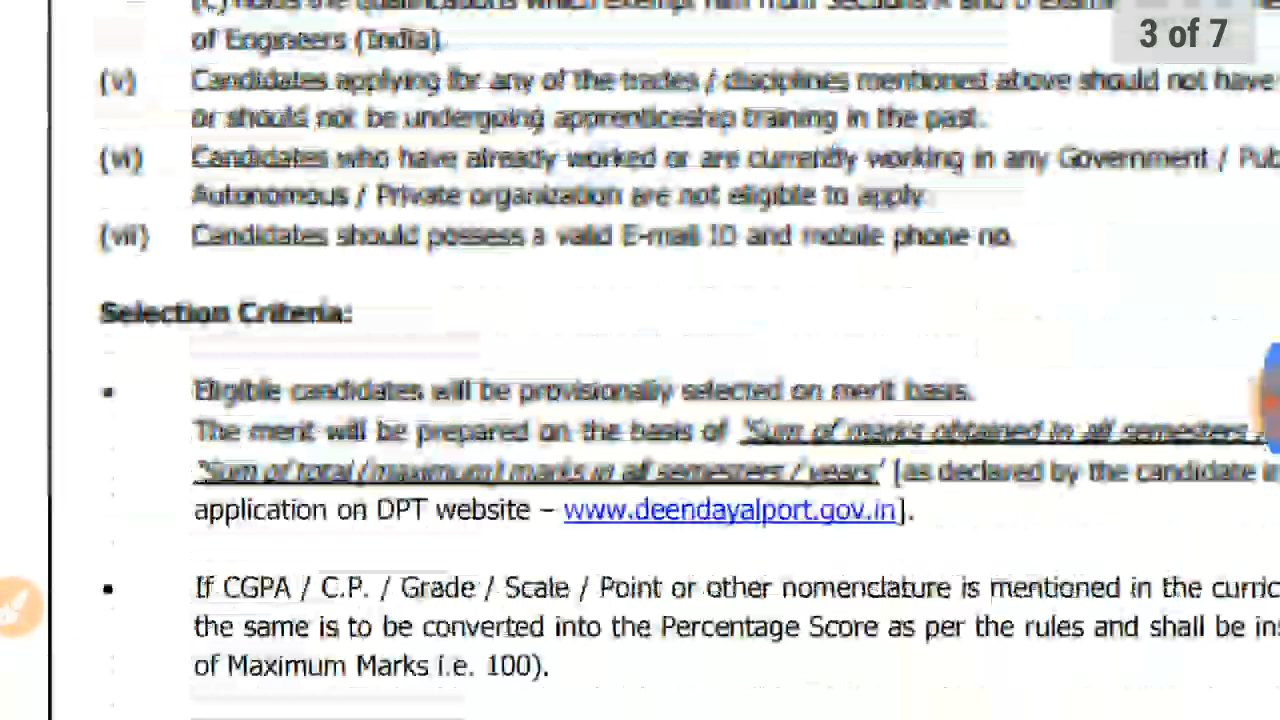 of Engineers (India)
3 of 7
(v) Candidates applying for any of the trades / disciplines mentioned above should not have
or should not be undergoing apprenticeship training in the past.
(vi) Candidates who have already worked or are currently working in any Government /
Autonomous / Private organization are not eligible to apply.
(vii) Candidates should possess a valid E-mail ID and mobile phone no.
Selection Criteria:
▪ Eligible candidates will be provisionally selected on merit basis.
The merit will be prepared on the basis of 'Sum of marks obtained in all semesters
'Sum of total (maximum) marks in all semesters / years' [as declared by the candidate
application on DPT website – www.deendayalport.gov.in].
▪ If CGPA / C.P. / Grade / Scale / Point or other nomenclature is mentioned in the
the same is to be converted into the Percentage Score as per the rules and shall be
of Maximum Marks i.e. 100).